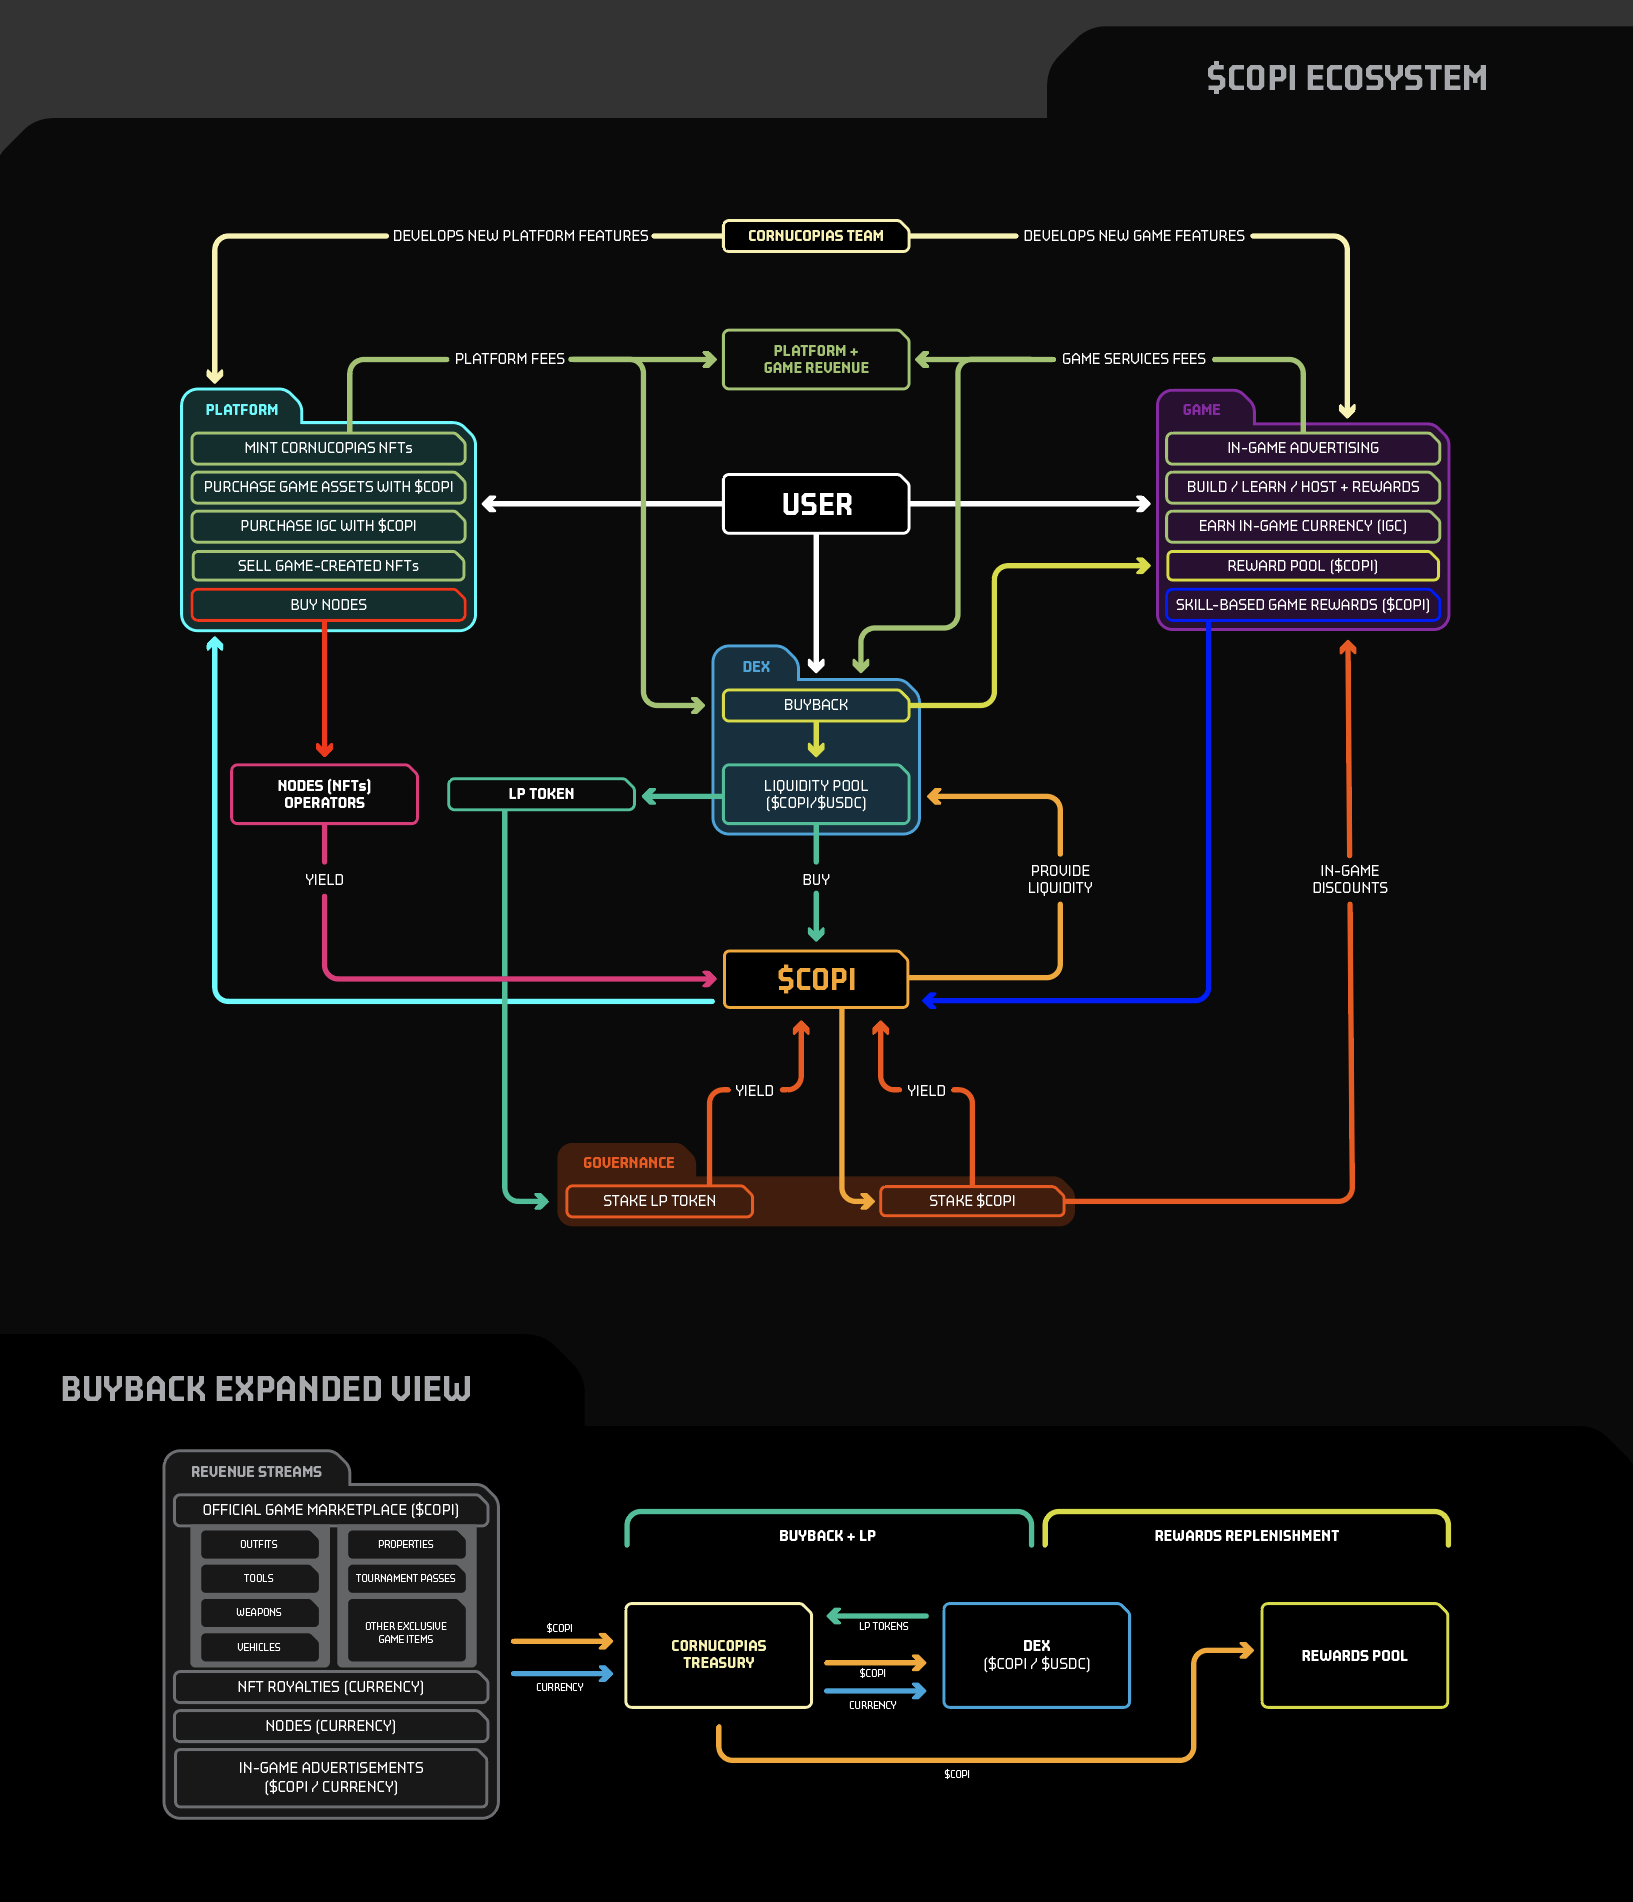 $COPI ECOSYSTEM
DEVELOPS NEW PLATFORM FEATURES
CORNUCOPIAS TEAM
DEVELOPS NEW GAME FEATURES
PLATFORM FEES
PLATFORM +
GAME REVENUE
GAME SERVICES FEES
PLATFORM
MINT CORNUCOPIAS NFTs
PURCHASE GAME ASSETS WITH $COPI
PURCHASE IGC WITH $COPI
SELL GAME-CREATED NFTs
BUY NODES
USER
GAME
IN-GAME ADVERTISING
BUILD / LEARN / HOST + REWARDS
EARN IN-GAME CURRENCY (IGC)
REWARD POOL ($COPI)
SKILL-BASED GAME REWARDS ($COPI)
DEX
BUYBACK
LIQUIDITY POOL
($COPI/$USDC)
NODES (NFTs)
OPERATORS
LP TOKEN
YIELD
BUY
PROVIDE
LIQUIDITY
IN-GAME
DISCOUNTS
$COPI
YIELD
YIELD
GOVERNANCE
STAKE LP TOKEN
STAKE $COPI
BUYBACK EXPANDED VIEW
REVENUE STREAMS
OFFICIAL GAME MARKETPLACE ($COPI)
OUTFITS
TOOLS
WEAPONS
VEHICLES
PROPERTIES
TOURNAMENT PASSES
OTHER EXCLUSIVE
GAME ITEMS
NFT ROYALTIES (CURRENCY)
NODES (CURRENCY)
IN-GAME ADVERTISEMENTS
($COPI / CURRENCY)
$COPI
CURRENCY
BUYBACK + LP
CORNUCOPIAS
TREASURY
LP TOKENS
$COPI
CURRENCY
DEX
($COPI / $USDC)
REWARDS REPLENISHMENT
REWARDS POOL
$COPI